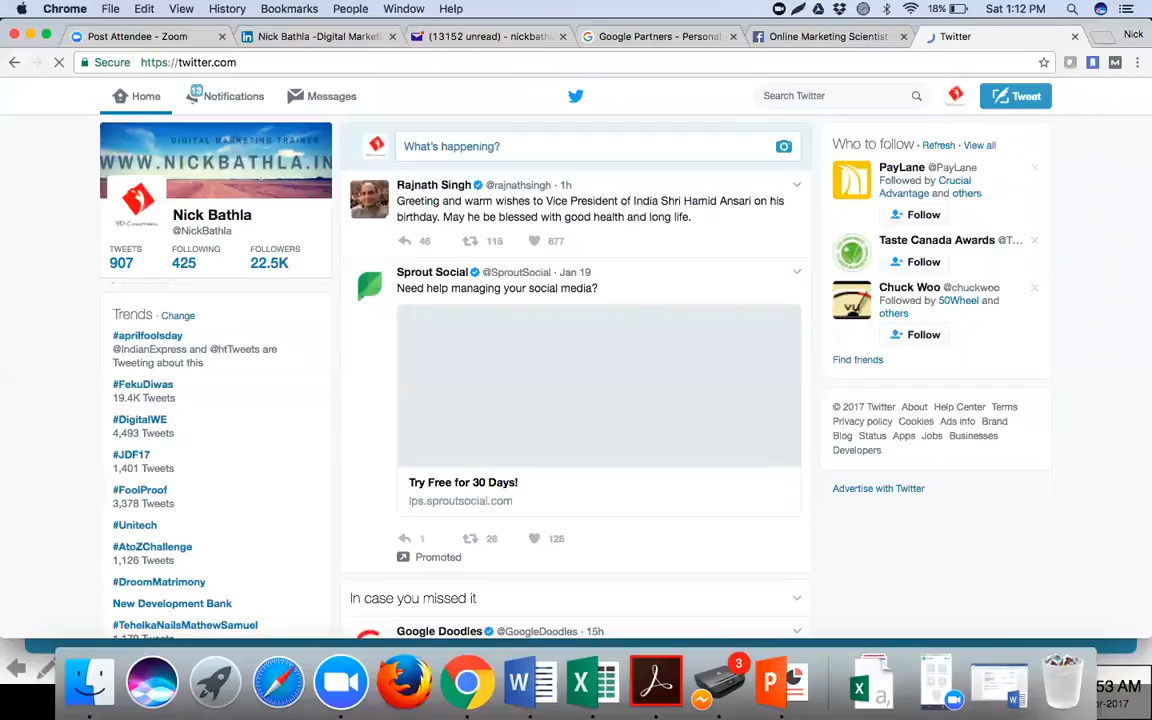 Chrome File Edit View History Bookmarks People Window Help 18% Sat 1:12 PM
Post Attendee - Zoom
Nick Bathla -Digital Market
(13152 unread) - nickbathl
Google Partners - Personal
Online Marketing Scientist
Twitter
Nick
Secure https://twitter.com
Home 13 Notifications Messages Search Twitter Tweet
DIGITAL MARKETING TRAINER
WWW.NICKBATHLA.IN
Nick Bathla
@NickBathla
TWEETS FOLLOWING FOLLOWERS
907 425 22.5K
Trends · Change
#aprilfoolsday
@IndianExpress and @htTweets are
Tweeting about this
#FekuDiwas
19.4K Tweets
#DigitalWE
4,493 Tweets
#JDF17
1,401 Tweets
#FoolProof
3,378 Tweets
#Unitech
#AtoZChallenge
1,126 Tweets
#DroomMatrimony
New Development Bank
#TehelkaNailsMathewSamuel
What's happening?
Rajnath Singh @rajnathsingh · 1h
Greeting and warm wishes to Vice President of India Shri Hamid Ansari on his
birthday. May he be blessed with good health and long life.
46 116 677
Sprout Social @SproutSocial · Jan 19
Need help managing your social media?
Try Free for 30 Days!
lps.sproutsocial.com
1 26 128
Promoted
In case you missed it
Google Doodles @GoogleDoodles · 15h
Who to follow · Refresh · View all
PayLane @PayLane
Followed by Crucial
Advantage and others
Follow
Taste Canada Awards @T...
Follow
Chuck Woo @chuckwoo
Followed by 50Wheel and
others
Follow
Find friends
© 2017 Twitter About Help Center Terms
Privacy policy Cookies Ads info Brand
Blog Status Apps Jobs Businesses
Developers
Advertise with Twitter
VU
W X 3 P X a W
:53 AM
pr-2017